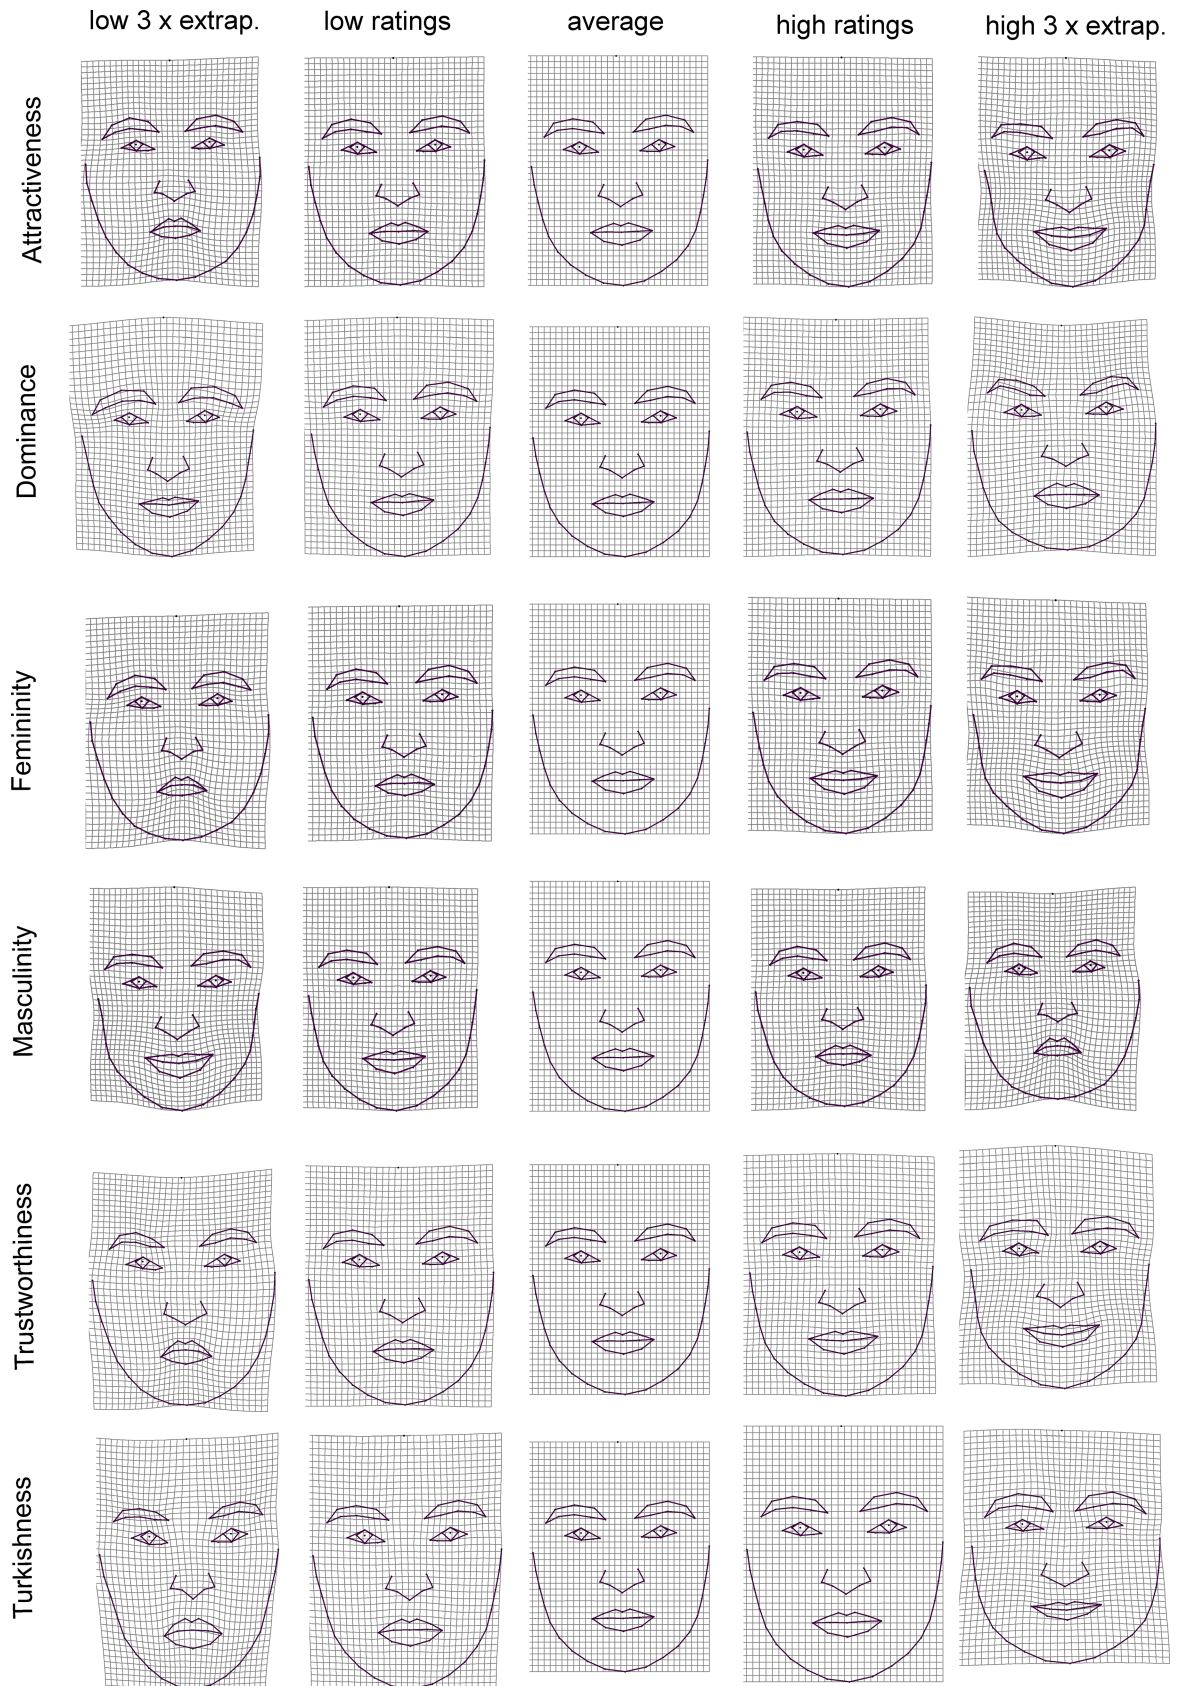 low 3 x extrap.
low ratings
average
high ratings
high 3 x extrap.
Attractiveness
Dominance
Femininity
Masculinity
Trustworthiness
Turkishness